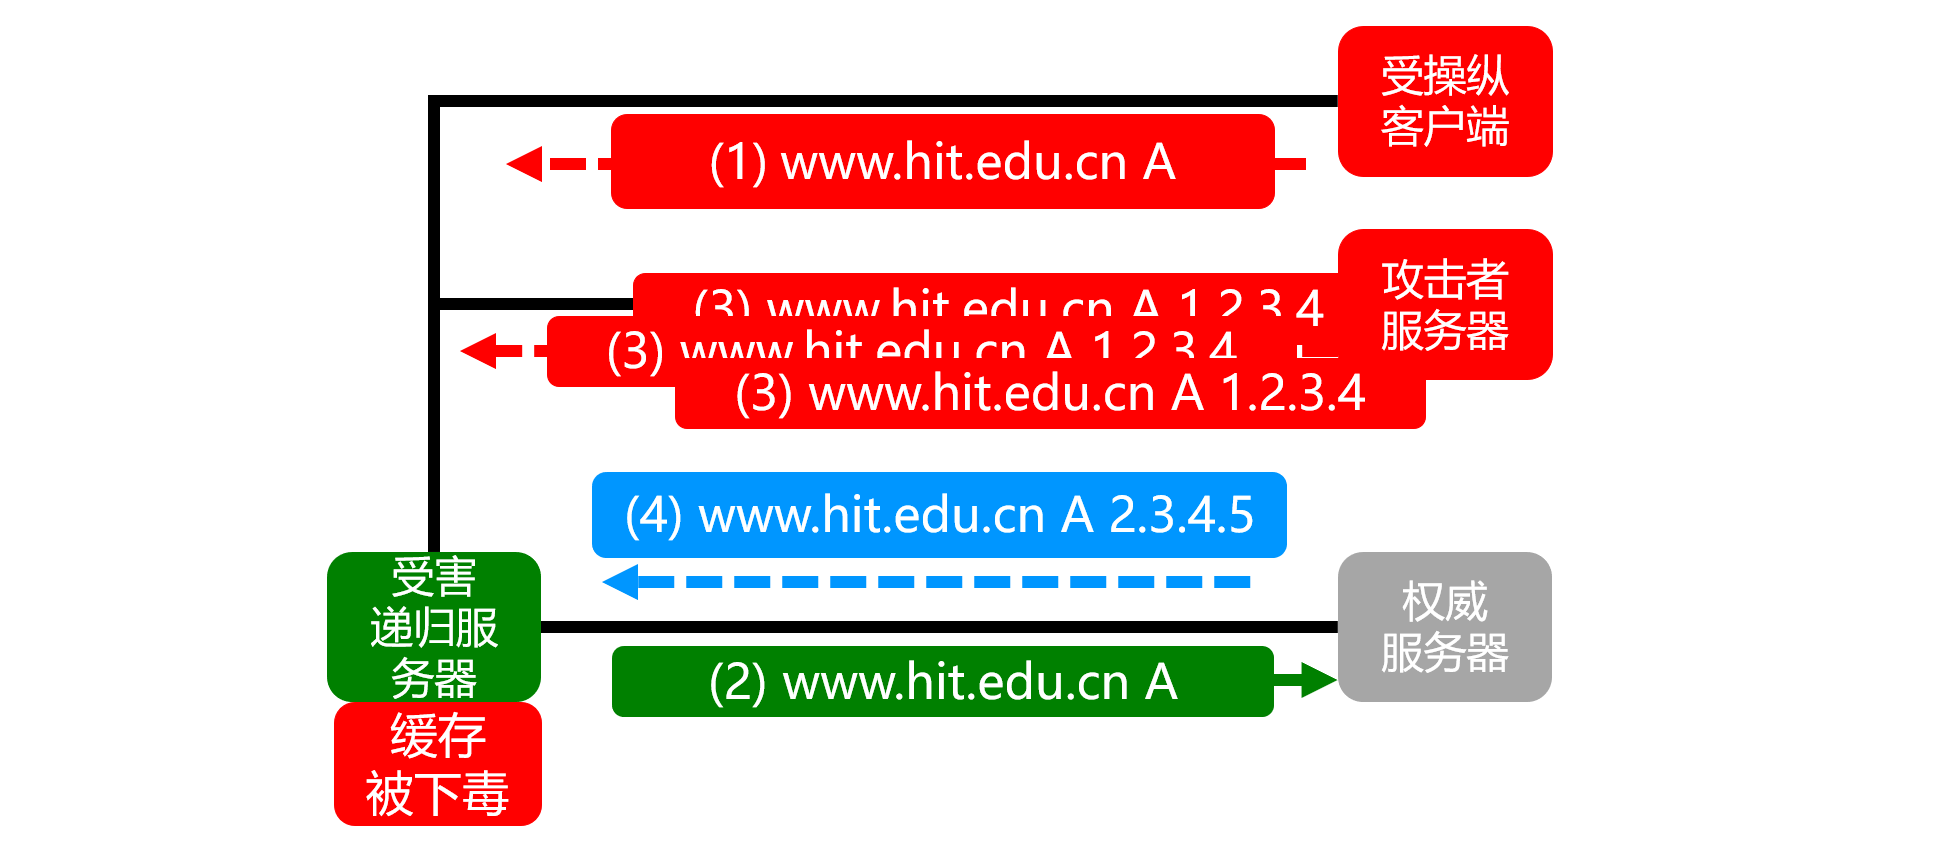 受操纵
客户端
(1) www.hit.edu.cn A
攻击者
服务器
(3) www.hit.edu.cn A 1.2.3.4
(3) www.hit.edu.cn A 1.2.3.4
(3) www.hit.edu.cn A 1.2.3.4
(4) www.hit.edu.cn A 2.3.4.5
受害
递归服
务器
权威
服务器
(2) www.hit.edu.cn A
缓存
被下毒